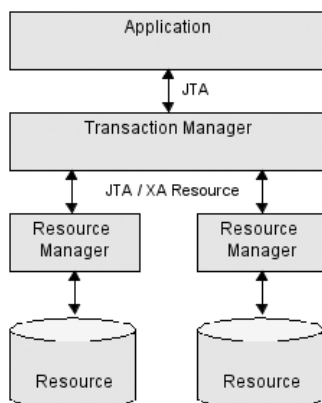 Application
JTA
Transaction Manager
JTA / XA Resource
Resource
Manager
Resource
Manager
Resource
Resource